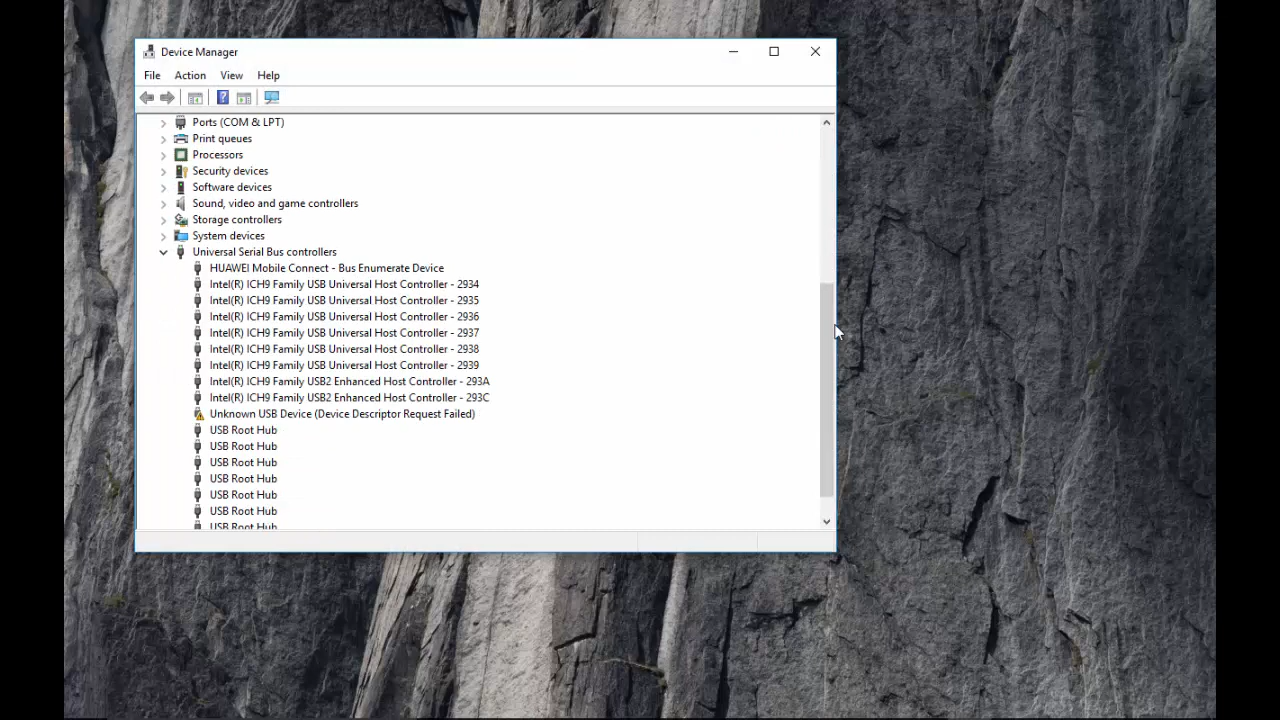 Device Manager
File Action View Help
Ports (COM & LPT)
Print queues
Processors
Security devices
Software devices
Sound, video and game controllers
Storage controllers
System devices
Universal Serial Bus controllers
HUAWEI Mobile Connect - Bus Enumerate Device
Intel(R) ICH9 Family USB Universal Host Controller - 2934
Intel(R) ICH9 Family USB Universal Host Controller - 2935
Intel(R) ICH9 Family USB Universal Host Controller - 2936
Intel(R) ICH9 Family USB Universal Host Controller - 2937
Intel(R) ICH9 Family USB Universal Host Controller - 2938
Intel(R) ICH9 Family USB Universal Host Controller - 2939
Intel(R) ICH9 Family USB2 Enhanced Host Controller - 293A
Intel(R) ICH9 Family USB2 Enhanced Host Controller - 293C
Unknown USB Device (Device Descriptor Request Failed)
USB Root Hub
USB Root Hub
USB Root Hub
USB Root Hub
USB Root Hub
USB Root Hub
USB Root Hub